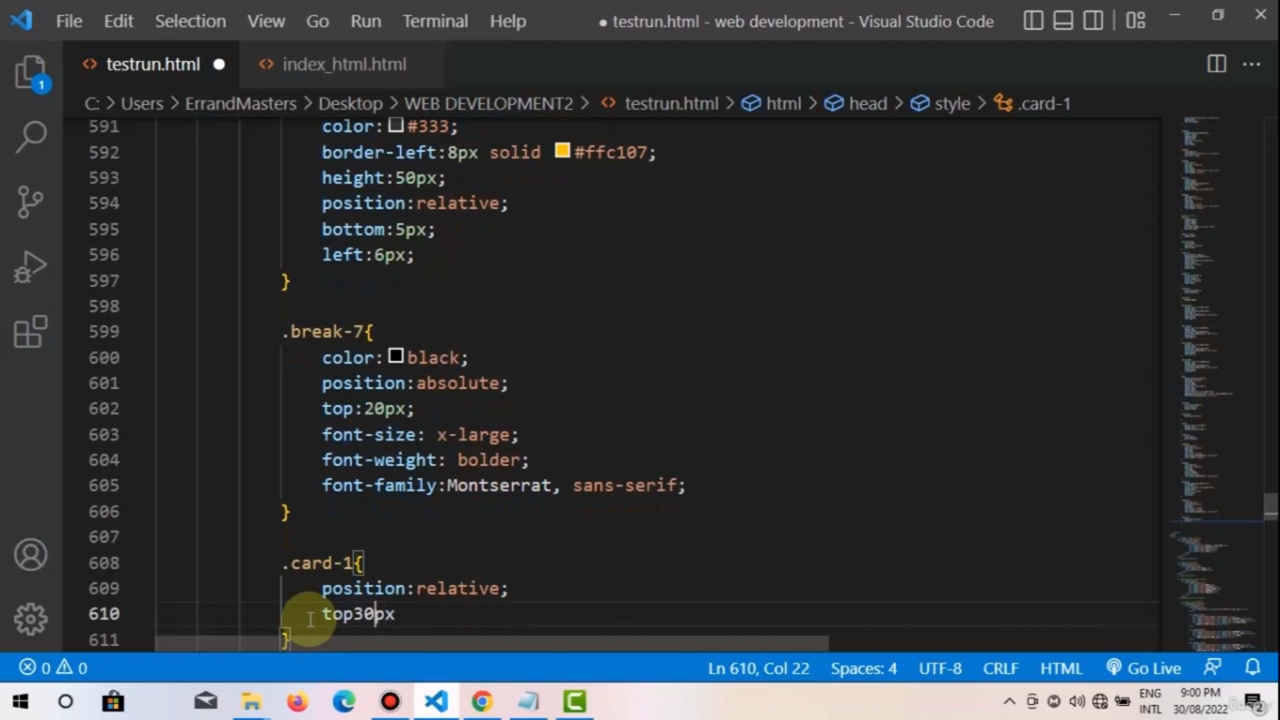 File Edit Selection View Go Run Terminal Help ● testrun.html - web development - Visual Studio Code
testrun.html index_html.html
C: > Users > ErrandMasters > Desktop > WEB DEVELOPMENT2 > testrun.html > html > head > style > .card-1
1
591 color: #333;
592 border-left:8px solid #ffc107;
593 height:50px;
594 position:relative;
595 bottom:5px;
596 left:6px;
597 }
598
599 .break-7{
600 color: black;
601 position:absolute;
602 top:20px;
603 font-size: x-large;
604 font-weight: bolder;
605 font-family:Montserrat, sans-serif;
606 }
607
608 .card-1{
609 position:relative;
610 top30px
611 }
0 0 Ln 610, Col 22 Spaces: 4 UTF-8 CRLF HTML Go Live
ENG 9:00 PM
INTL 30/08/2022 2